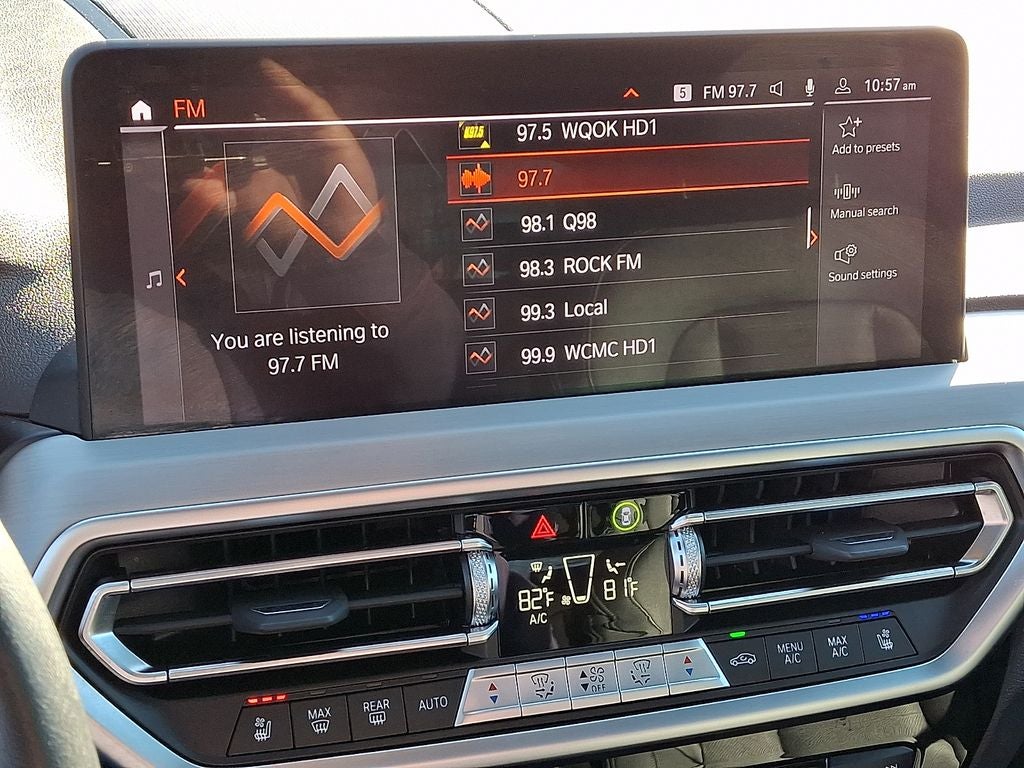 FM
5 FM 97.7 10:57 am
K97.5
97.5 WQOK HD1
97.7
98.1 Q98
98.3 ROCK FM
99.3 Local
99.9 WCMC HD1
You are listening to
97.7 FM
Add to presets
Manual search
Sound settings
82°F
A/C
81°F
MAX
REAR
AUTO
OFF
MENU
A/C
MAX
A/C